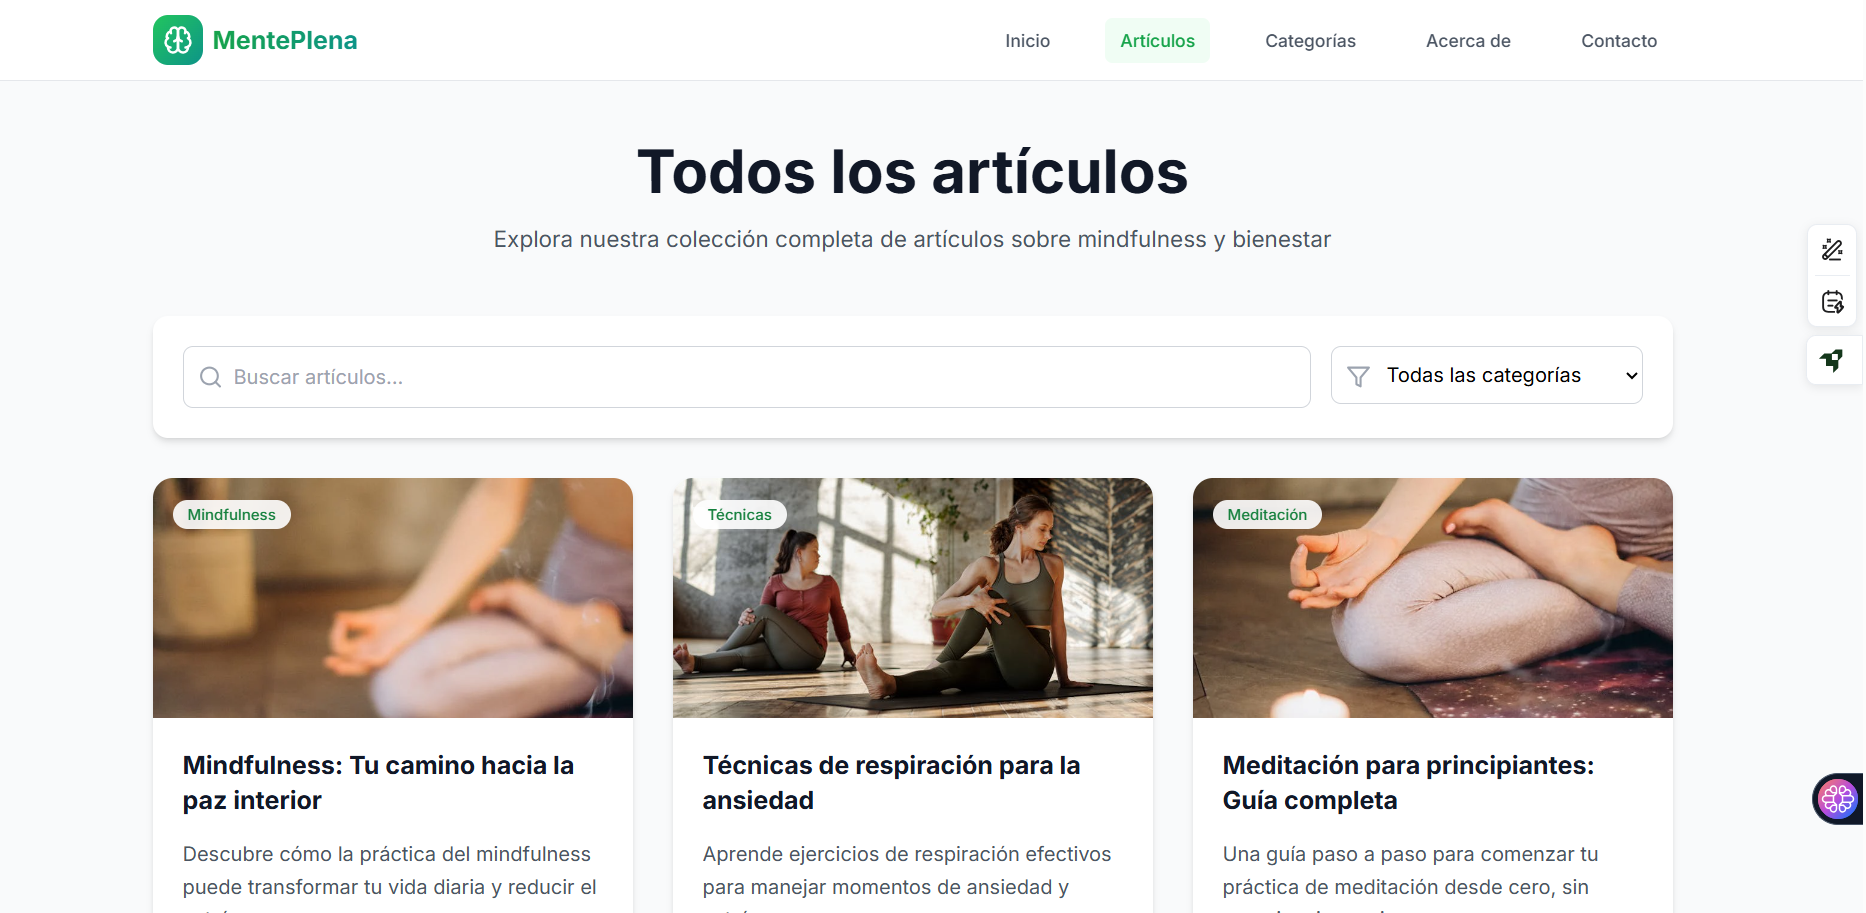 MentePlena
Inicio
Artículos
Categorías
Acerca de
Contacto
Todos los artículos
Explora nuestra colección completa de artículos sobre mindfulness y bienestar
Buscar artículos...
Todas las categorías
Mindfulness
Técnicas
Meditación
Mindfulness: Tu camino hacia la
paz interior
Descubre cómo la práctica del mindfulness
puede transformar tu vida diaria y reducir el
Técnicas de respiración para la
ansiedad
Aprende ejercicios de respiración efectivos
para manejar momentos de ansiedad y
Meditación para principiantes:
Guía completa
Una guía paso a paso para comenzar tu
práctica de meditación desde cero, sin